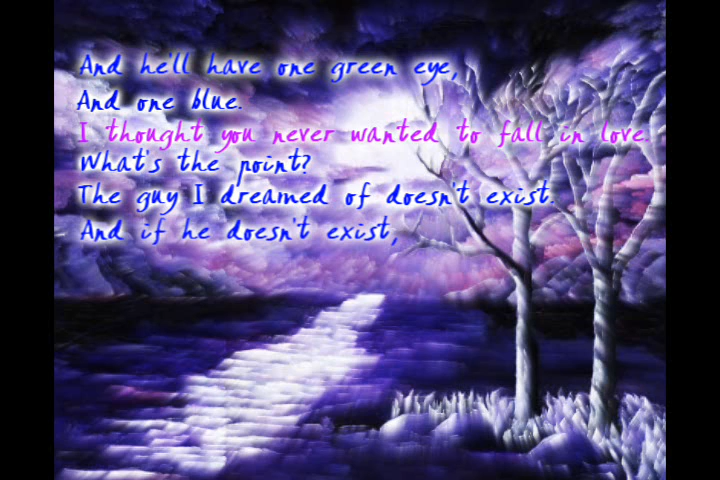 And he'll have one green eye,
And one blue.
I thought you never wanted to fall in love.
What's the point?
The guy I dreamed of doesn't exist.
And if he doesn't exist,